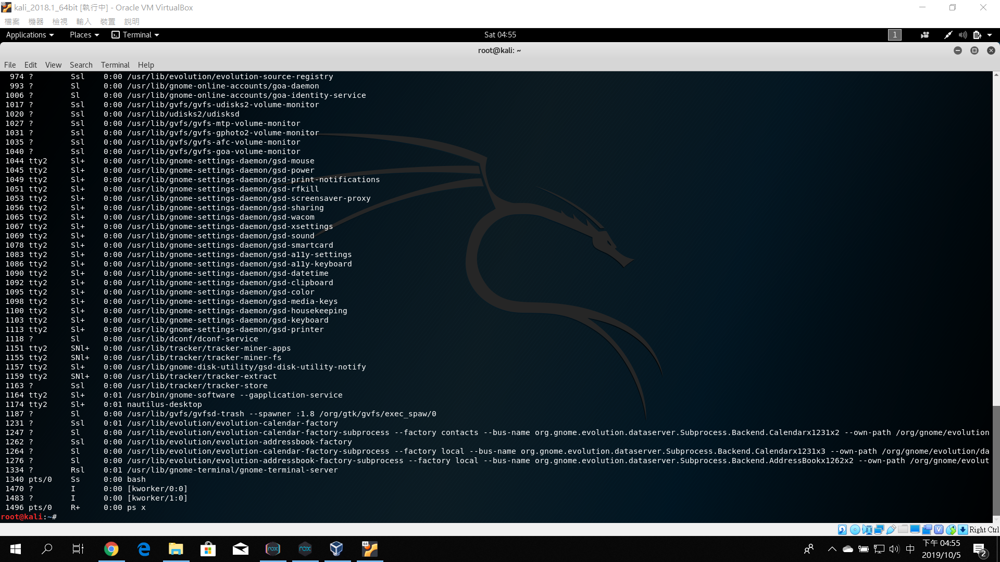 kali_2018.1_64bit [執行中] - Oracle VM VirtualBox
檔案 機器 檢視 輸入 裝置 說明
Applications Places Terminal Sat 04:55 1
root@kali: ~
File Edit View Search Terminal Help
974 ? Ssl 0:00 /usr/lib/evolution/evolution-source-registry
993 ? Sl 0:00 /usr/lib/gnome-online-accounts/goa-daemon
1006 ? Sl 0:00 /usr/lib/gnome-online-accounts/goa-identity-service
1017 ? Ssl 0:00 /usr/lib/gvfs/gvfs-udisks2-volume-monitor
1020 ? Ssl 0:00 /usr/lib/udisks2/udisksd
1027 ? Ssl 0:00 /usr/lib/gvfs/gvfs-mtp-volume-monitor
1031 ? Ssl 0:00 /usr/lib/gvfs/gvfs-gphoto2-volume-monitor
1035 ? Ssl 0:00 /usr/lib/gvfs/gvfs-afc-volume-monitor
1040 ? Ssl 0:00 /usr/lib/gvfs/gvfs-goa-volume-monitor
1044 tty2 Sl+ 0:00 /usr/lib/gnome-settings-daemon/gsd-mouse
1045 tty2 Sl+ 0:00 /usr/lib/gnome-settings-daemon/gsd-power
1049 tty2 Sl+ 0:00 /usr/lib/gnome-settings-daemon/gsd-print-notifications
1051 tty2 Sl+ 0:00 /usr/lib/gnome-settings-daemon/gsd-rfkill
1053 tty2 Sl+ 0:00 /usr/lib/gnome-settings-daemon/gsd-screensaver-proxy
1056 tty2 Sl+ 0:00 /usr/lib/gnome-settings-daemon/gsd-sharing
1065 tty2 Sl+ 0:00 /usr/lib/gnome-settings-daemon/gsd-wacom
1067 tty2 Sl+ 0:00 /usr/lib/gnome-settings-daemon/gsd-xsettings
1069 tty2 Sl+ 0:00 /usr/lib/gnome-settings-daemon/gsd-sound
1078 tty2 Sl+ 0:00 /usr/lib/gnome-settings-daemon/gsd-smartcard
1083 tty2 Sl+ 0:00 /usr/lib/gnome-settings-daemon/gsd-a11y-settings
1086 tty2 Sl+ 0:00 /usr/lib/gnome-settings-daemon/gsd-a11y-keyboard
1090 tty2 Sl+ 0:00 /usr/lib/gnome-settings-daemon/gsd-datetime
1092 tty2 Sl+ 0:00 /usr/lib/gnome-settings-daemon/gsd-clipboard
1095 tty2 Sl+ 0:00 /usr/lib/gnome-settings-daemon/gsd-color
1098 tty2 Sl+ 0:00 /usr/lib/gnome-settings-daemon/gsd-media-keys
1100 tty2 Sl+ 0:00 /usr/lib/gnome-settings-daemon/gsd-housekeeping
1103 tty2 Sl+ 0:00 /usr/lib/gnome-settings-daemon/gsd-keyboard
1113 tty2 Sl+ 0:00 /usr/lib/gnome-settings-daemon/gsd-printer
1118 ? Sl 0:00 /usr/lib/dconf/dconf-service
1151 tty2 SNl+ 0:00 /usr/lib/tracker/tracker-miner-apps
1155 tty2 SNl+ 0:00 /usr/lib/tracker/tracker-miner-fs
1157 tty2 Sl+ 0:00 /usr/lib/gnome-disk-utility/gsd-disk-utility-notify
1159 tty2 SNl+ 0:00 /usr/lib/tracker/tracker-extract
1163 ? Ssl 0:00 /usr/lib/tracker/tracker-store
1164 tty2 Sl+ 0:01 /usr/bin/gnome-software --gapplication-service
1174 tty2 Sl+ 0:01 nautilus-desktop
1187 ? Sl 0:00 /usr/lib/gvfs/gvfsd-trash --spawner :1.8 /org/gtk/gvfs/exec_spaw/0
1231 ? Ssl 0:01 /usr/lib/evolution/evolution-calendar-factory
1247 ? Sl 0:00 /usr/lib/evolution/evolution-calendar-factory-subprocess --factory contacts --bus-name org.gnome.evolution.dataserver.Subprocess.Backend.Calendarx1231x2 --own-path /org/gnome/evolution
1262 ? Ssl 0:00 /usr/lib/evolution/evolution-addressbook-factory
1264 ? Sl 0:00 /usr/lib/evolution/evolution-calendar-factory-subprocess --factory local --bus-name org.gnome.evolution.dataserver.Subprocess.Backend.Calendarx1231x3 --own-path /org/gnome/evolution/da
1276 ? Sl 0:00 /usr/lib/evolution/evolution-addressbook-factory-subprocess --factory local --bus-name org.gnome.evolution.dataserver.Subprocess.Backend.AddressBookx1262x2 --own-path /org/gnome/evolut
1334 ? Rsl 0:01 /usr/lib/gnome-terminal/gnome-terminal-server
1340 pts/0 Ss 0:00 bash
1470 ? I 0:00 [kworker/0:0]
1483 ? I 0:00 [kworker/1:0]
1496 pts/0 R+ 0:00 ps x
root@kali:~#
Right Ctrl
中 下午 04:55
2019/10/5
2